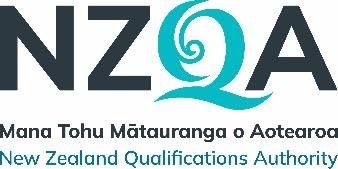 NZQA
Mana Tohu Mātauranga o Aotearoa
New Zealand Qualifications Authority